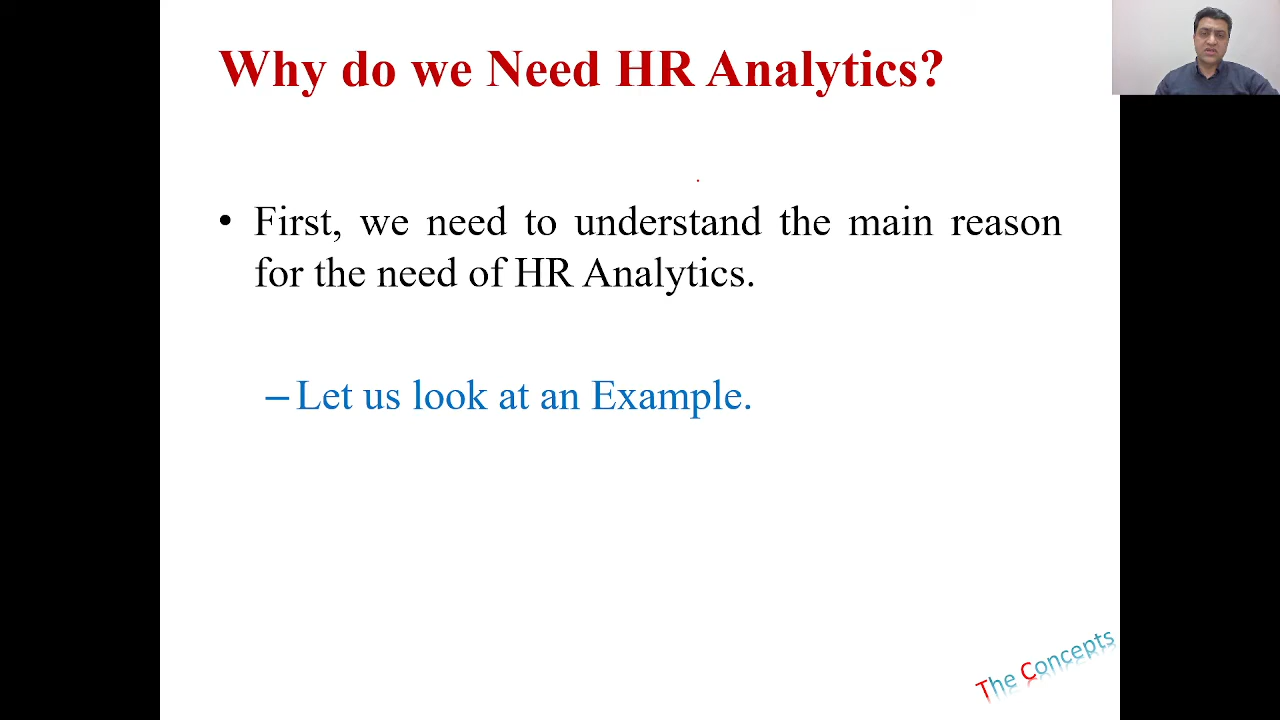 Why do we Need HR Analytics?
• First, we need to understand the main reason
for the need of HR Analytics.
– Let us look at an Example.
The Concepts